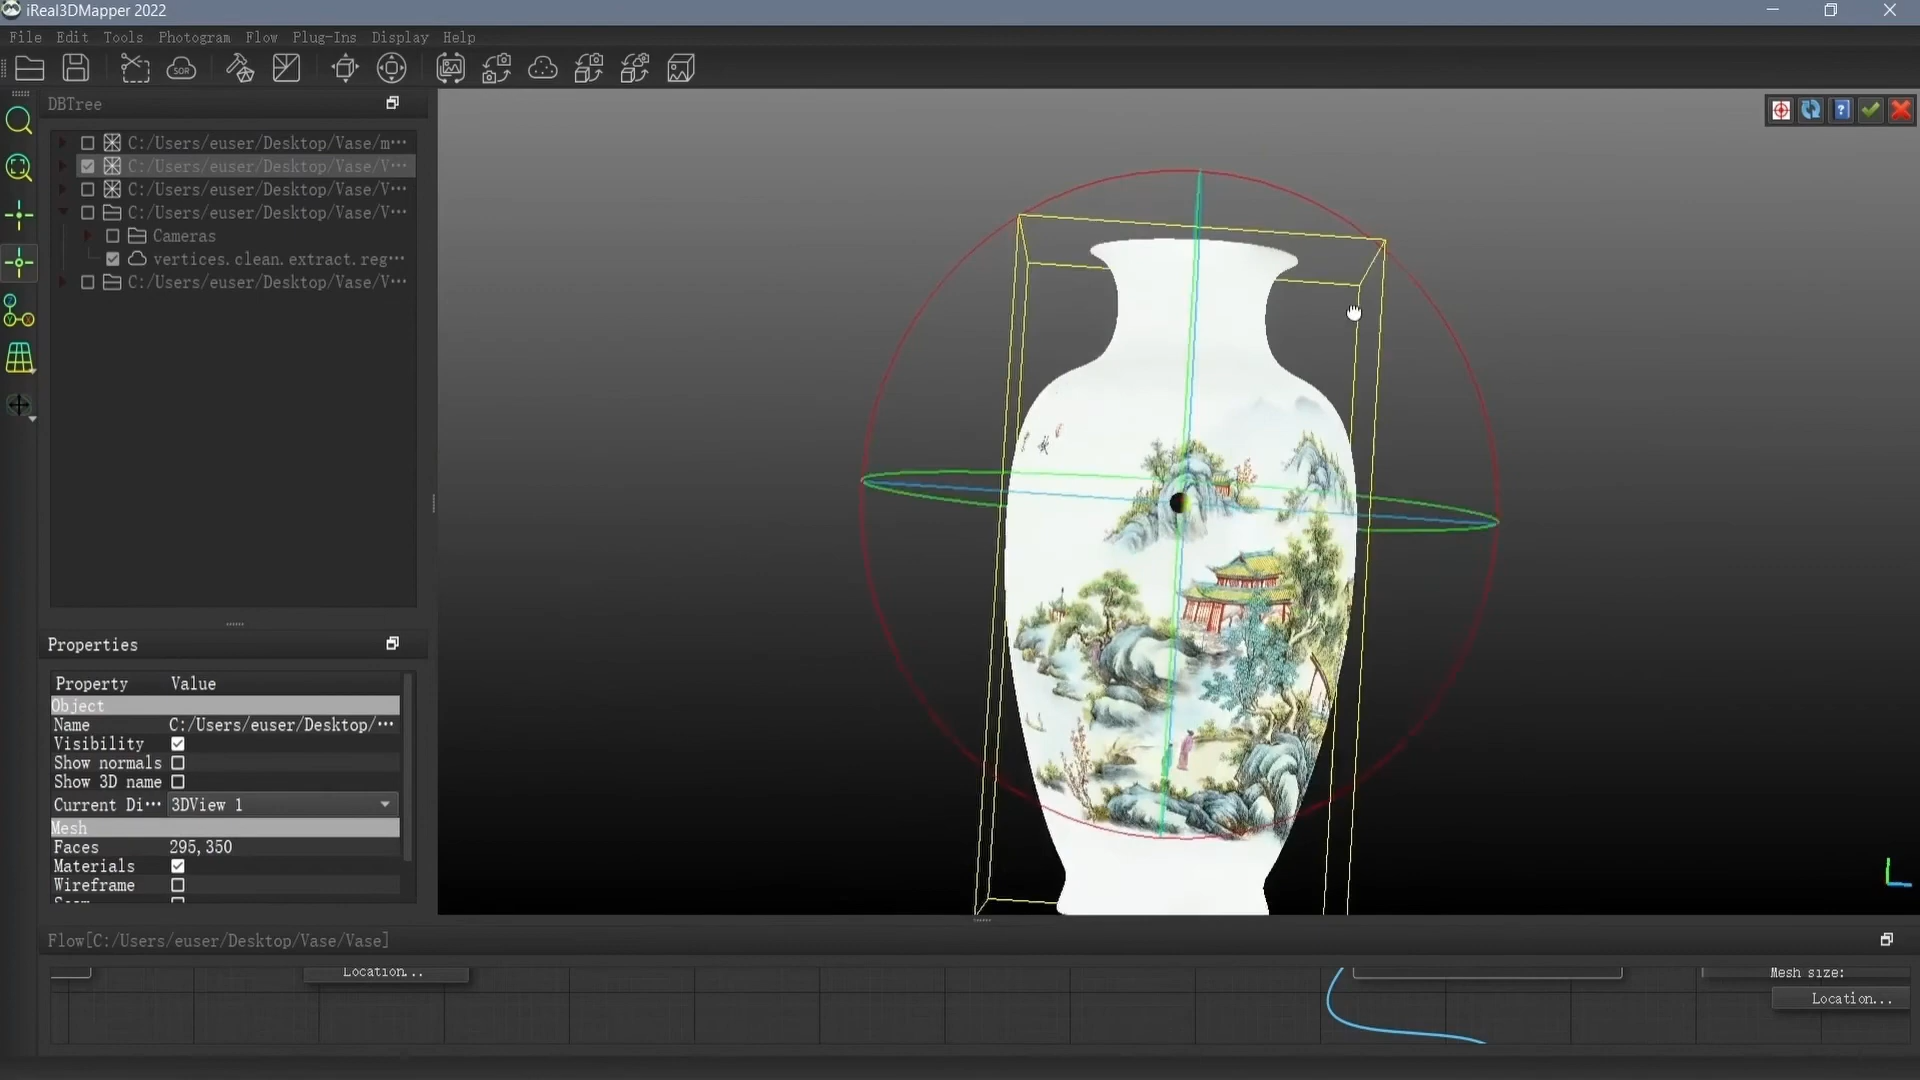 iReal3DMapper 2022
File Edit Tools Photogram Flow Plug-Ins Display Help
SOR
DBTree
C:/Users/euser/Desktop/Vase/m···
C:/Users/euser/Desktop/Vase/V···
C:/Users/euser/Desktop/Vase/V···
C:/Users/euser/Desktop/Vase/V···
Cameras
vertices.clean.extract.reg···
C:/Users/euser/Desktop/Vase/V···
Properties
Property Value
Object
Name C:/Users/euser/Desktop/···
Visibility
Show normals
Show 3D name
Current Di··· 3DView 1
Mesh
Faces 295,350
Materials
Wireframe
Flow[C:/Users/euser/Desktop/Vase/Vase]
Location...
Mesh size:
Location...